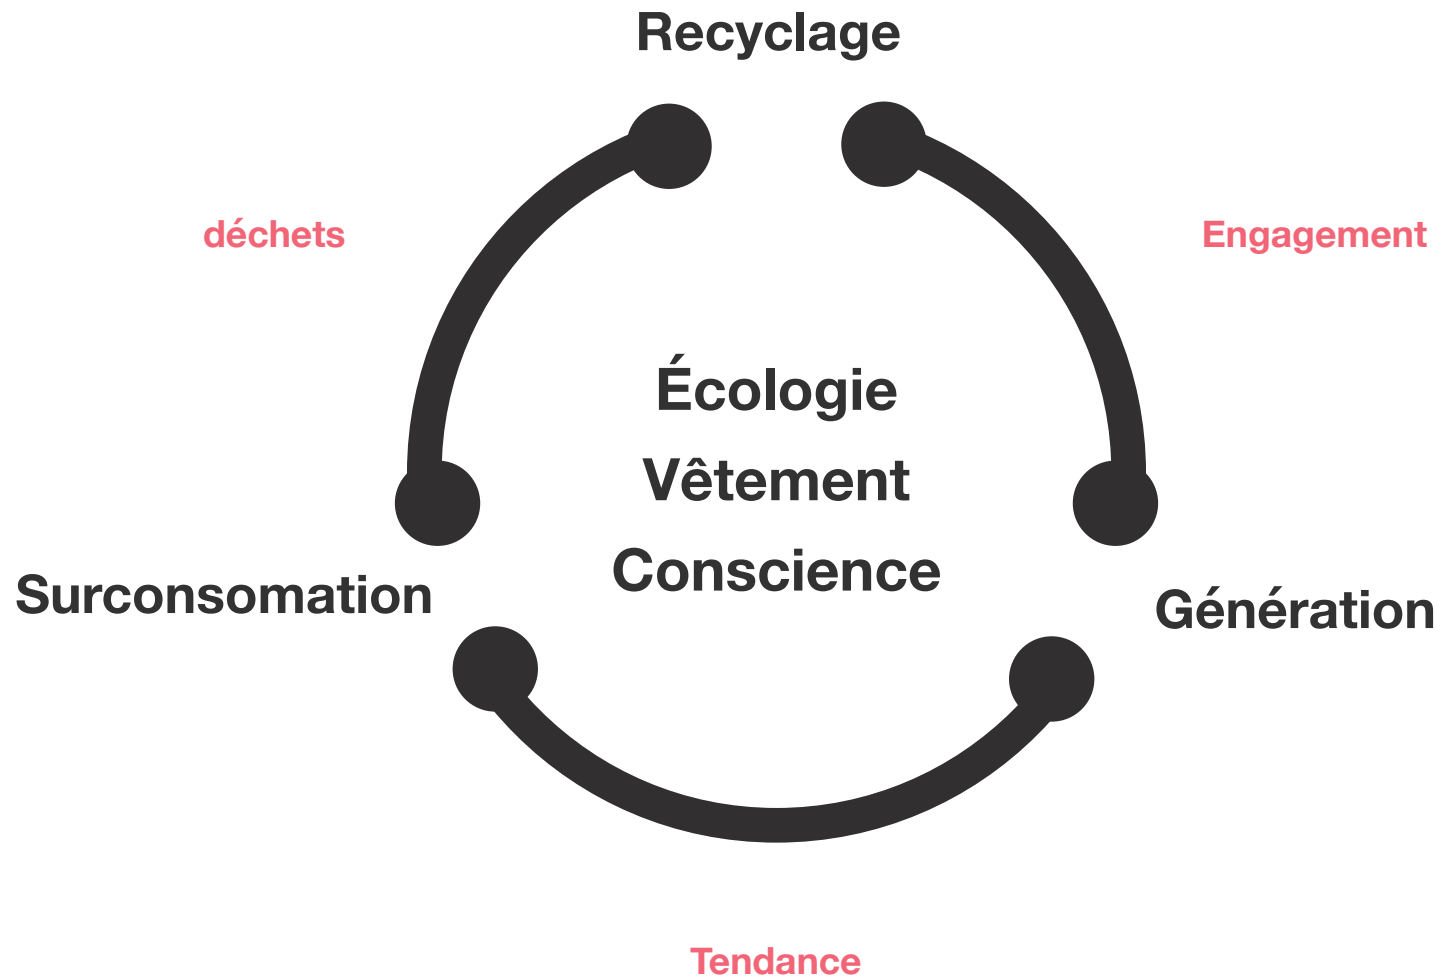 Recyclage
déchets
Engagement
Écologie
Vêtement
Conscience
Surconsomation
Génération
Tendance